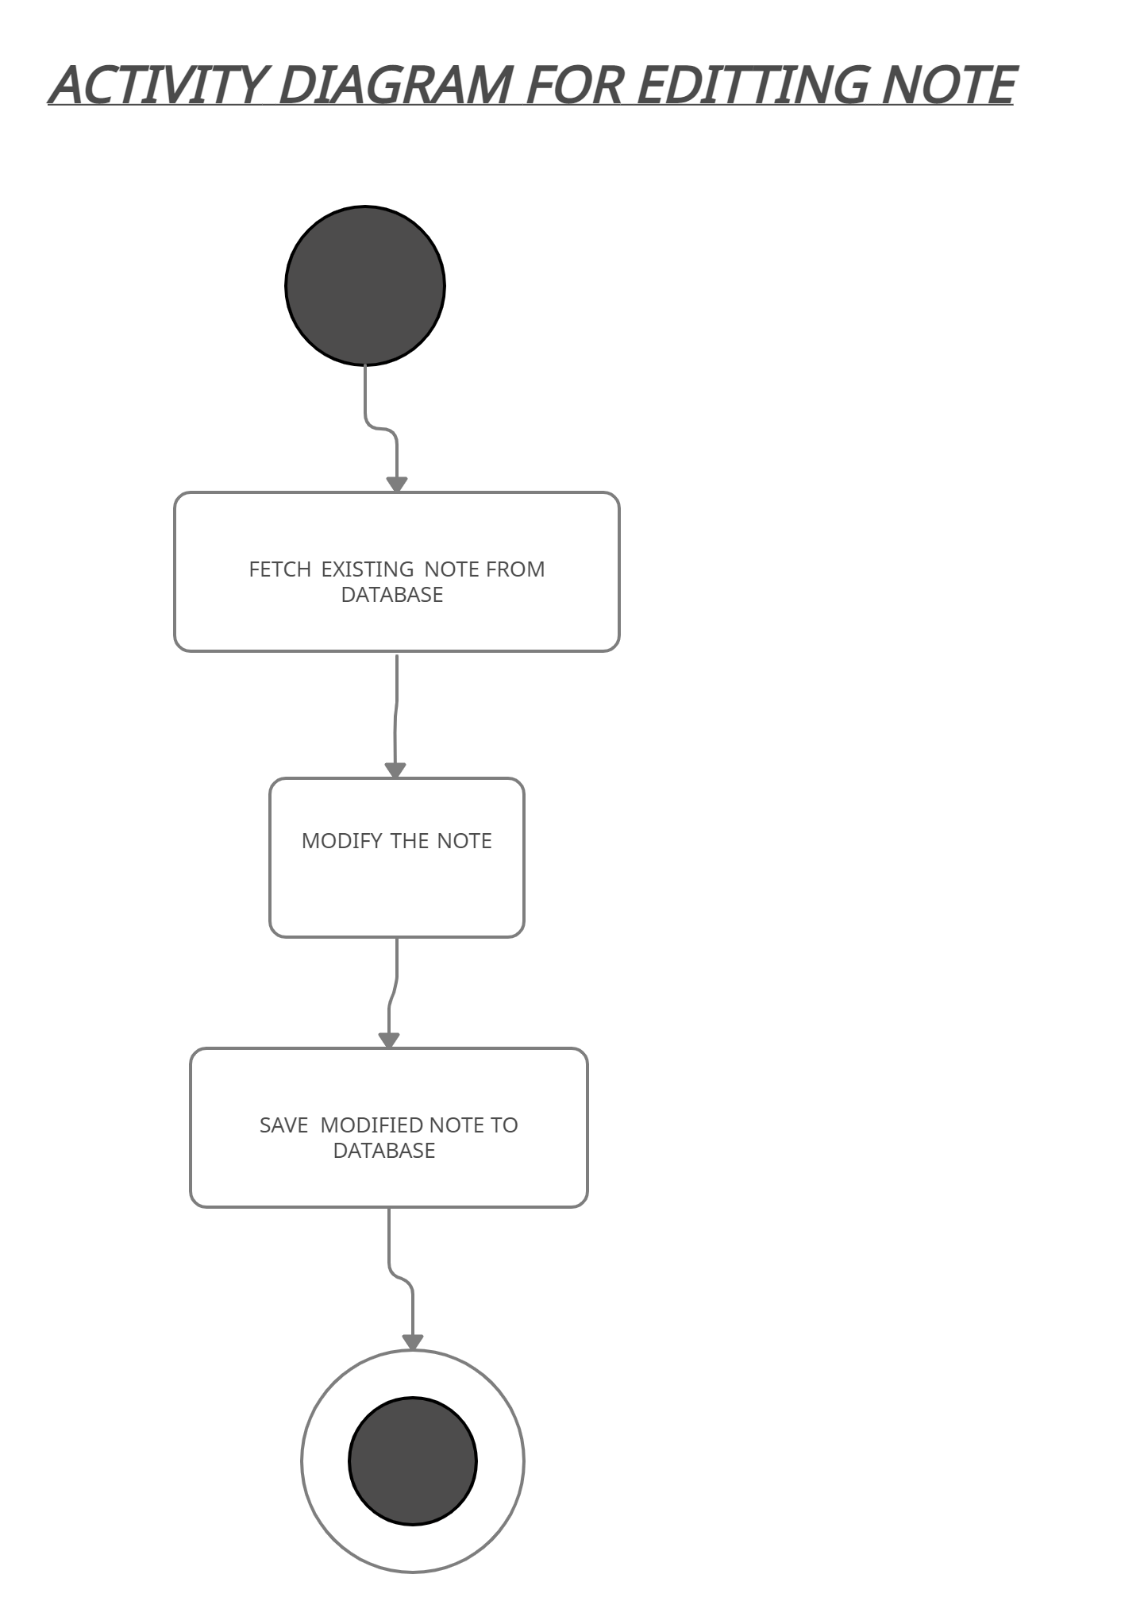 ACTIVITY DIAGRAM FOR EDITTING NOTE
FETCH EXISTING NOTE FROM
DATABASE
MODIFY THE NOTE
SAVE MODIFIED NOTE TO
DATABASE